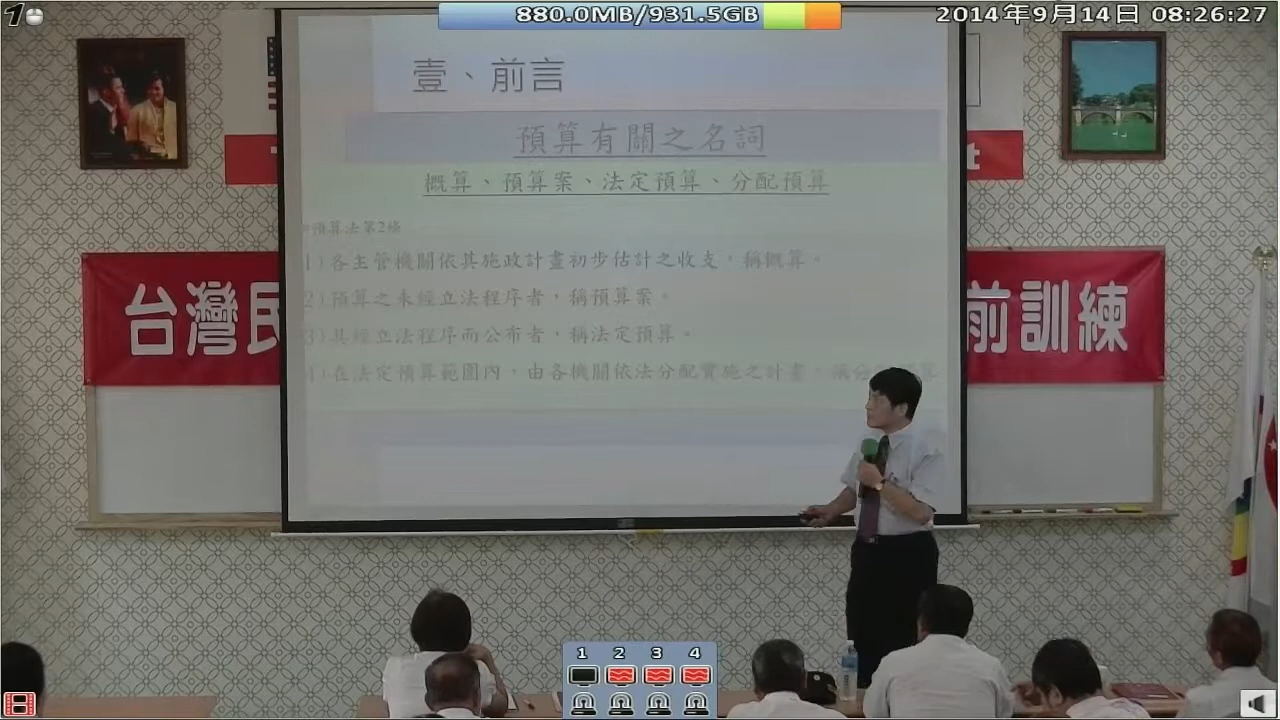 1
880.0MB/931.5GB
2014年9月14日 08:26:27
壹、前言
預算有關之名詞
概算、預算案、法定預算、分配預算
預算法第2條
1)各主管機關依其施政計畫初步估計之收支，稱概算。
2)預算之未經立法程序者，稱預算案。
3)其經立法程序而公布者，稱法定預算。
在法定預算範圍內，由各機關依法分配實施之計畫，稱分
台灣民
前訓練
t
1 2 3 4